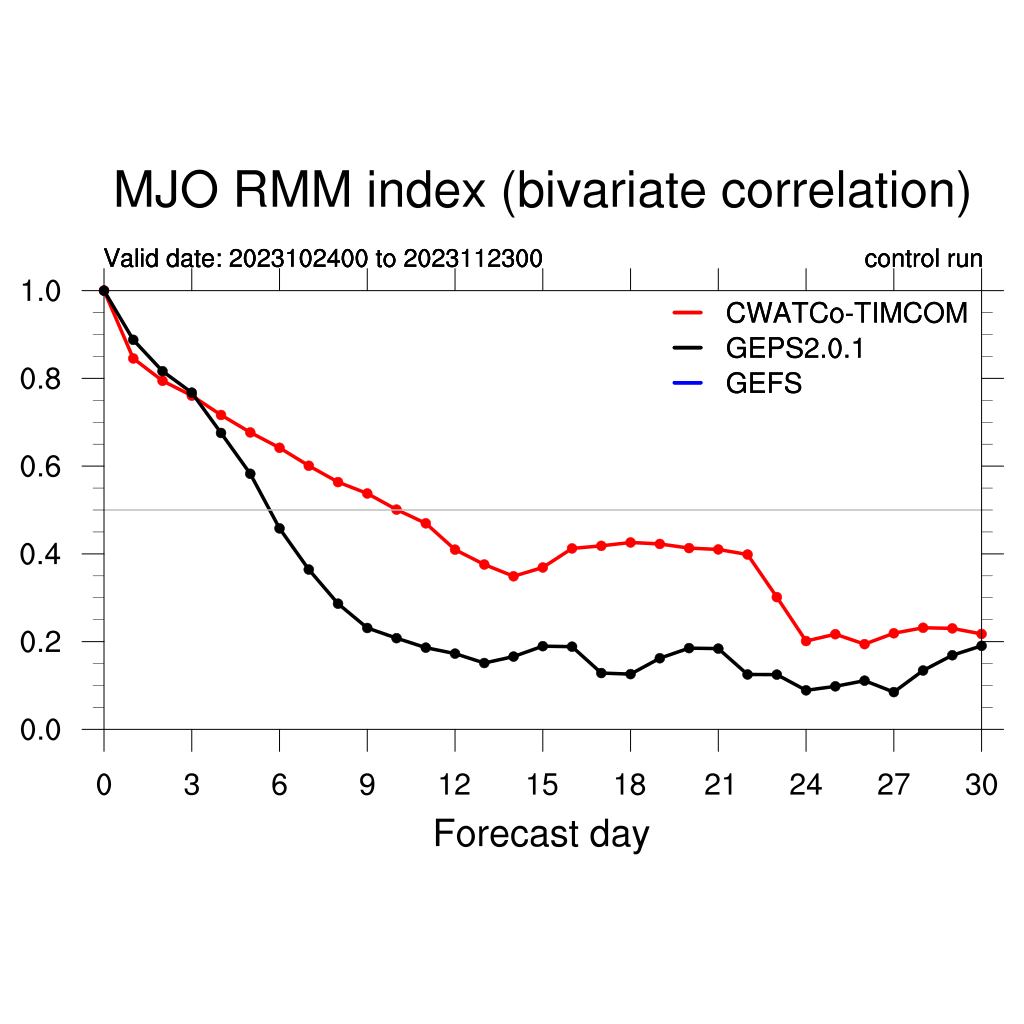 MJO RMM index (bivariate correlation)
Valid date: 2023102400 to 2023112300 control run
CWATCo-TIMCOM
GEPS2.0.1
GEFS
1.0
0.8
0.6
0.4
0.2
0.0
0 3 6 9 12 15 18 21 24 27 30
Forecast day